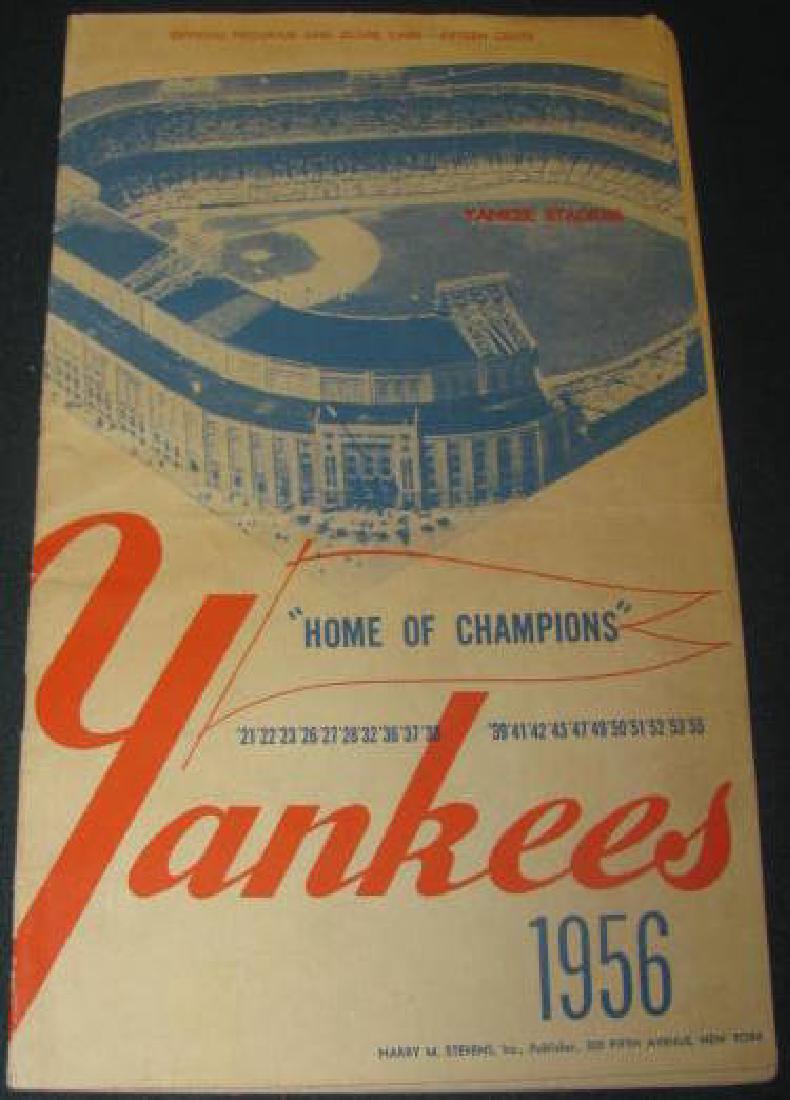 OFFICIAL PROGRAM AND SCORE CARD - FIFTEEN CENTS
YANKEE STADIUM
"HOME OF CHAMPIONS"
'21 '22 '23 '26 '27 '28 '32 '36 '37 '38 '39 '41 '42 '43 '47 '49 '50 '51 '52 '53 '55
Yankees
1956
HARRY M. STEVENS, Inc., Publisher, FIFTH AVENUE, NEW YORK